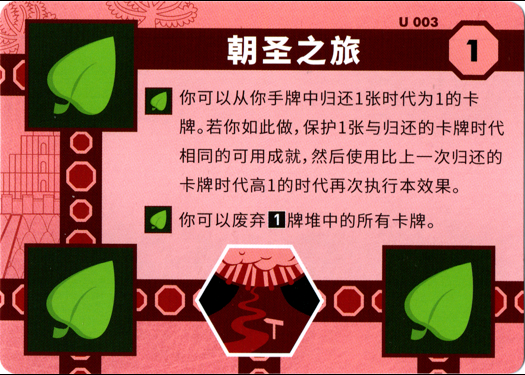 U 003
朝圣之旅
1
你可以从你手牌中归还1张时代为1的卡
牌。若你如此做，保护1张与归还的卡牌时代
相同的可用成就，然后使用比上一次归还的
卡牌时代高1的时代再次执行本效果。
你可以废弃1牌堆中的所有卡牌。